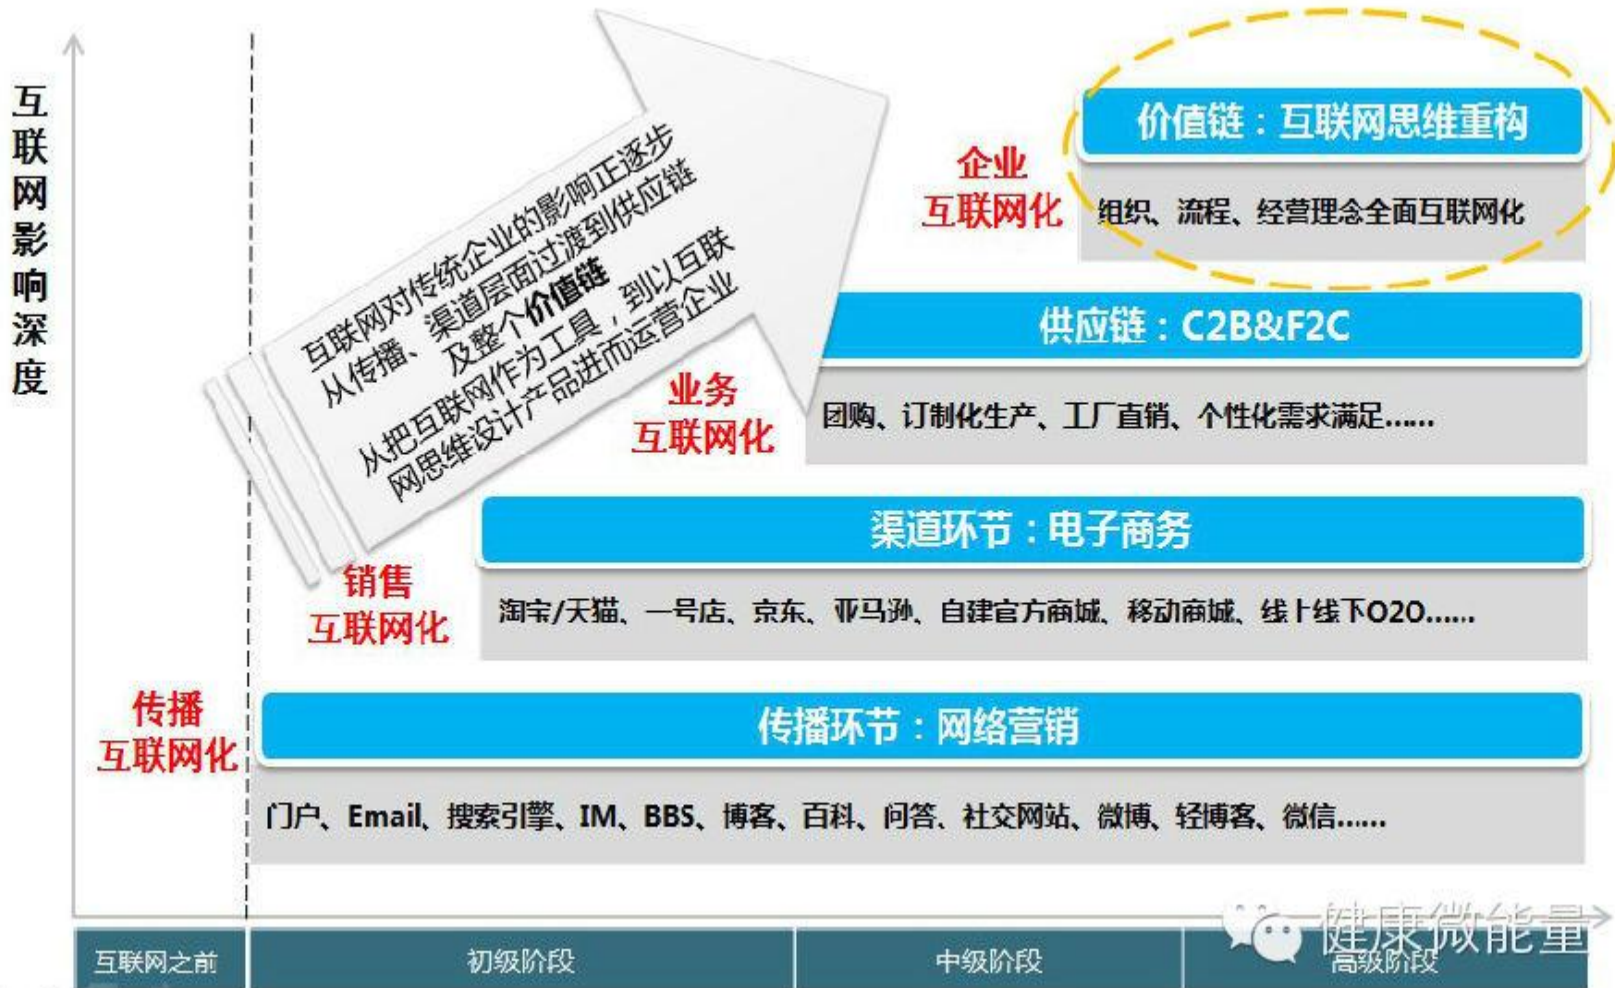 互联网影响深度
价值链：互联网思维重构
企业
互联网化
组织、流程、经营理念全面互联网化
互联网对传统企业的影响正逐步
从传播、渠道层面过渡到供应链
及整个价值链
从把互联网作为工具，到以互联
网思维设计产品进而运营企业
供应链：C2B&F2C
业务
互联网化
团购、订制化生产、工厂直销、个性化需求满足......
渠道环节：电子商务
销售
互联网化
淘宝/天猫、一号店、京东、亚马逊、自建官方商城、移动商城、线上线下O2O......
传播环节：网络营销
传播
互联网化
门户、Email、搜索引擎、IM、BBS、博客、百科、问答、社交网站、微博、轻博客、微信......
健康微能量
互联网之前
初级阶段
中级阶段
高级阶段